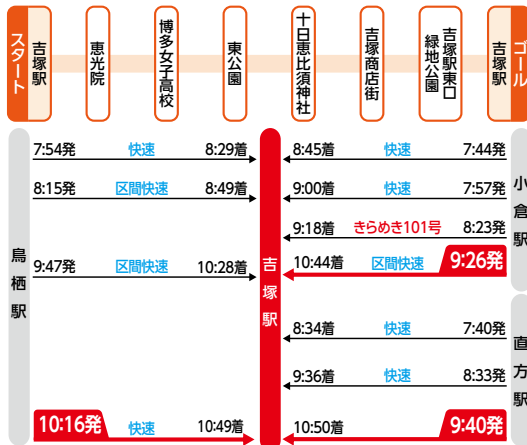 スタート
吉塚駅
恵光院
博多女子高校
東公園
十日恵比須神社
吉塚商店街
吉塚駅東口
緑地公園
吉塚駅
ゴール
鳥栖駅
7:54発 快速 8:29着
8:15発 区間快速 8:49着
9:47発 区間快速 10:28着
10:16発 快速 10:49着
吉塚駅
8:45着 快速 7:44発
9:00着 快速 7:57発
9:18着 きらめき101号 8:23発
10:44着 区間快速 9:26発
小倉駅
8:34着 快速 7:40発
9:36着 快速 8:33発
10:50着 9:40発
直方駅